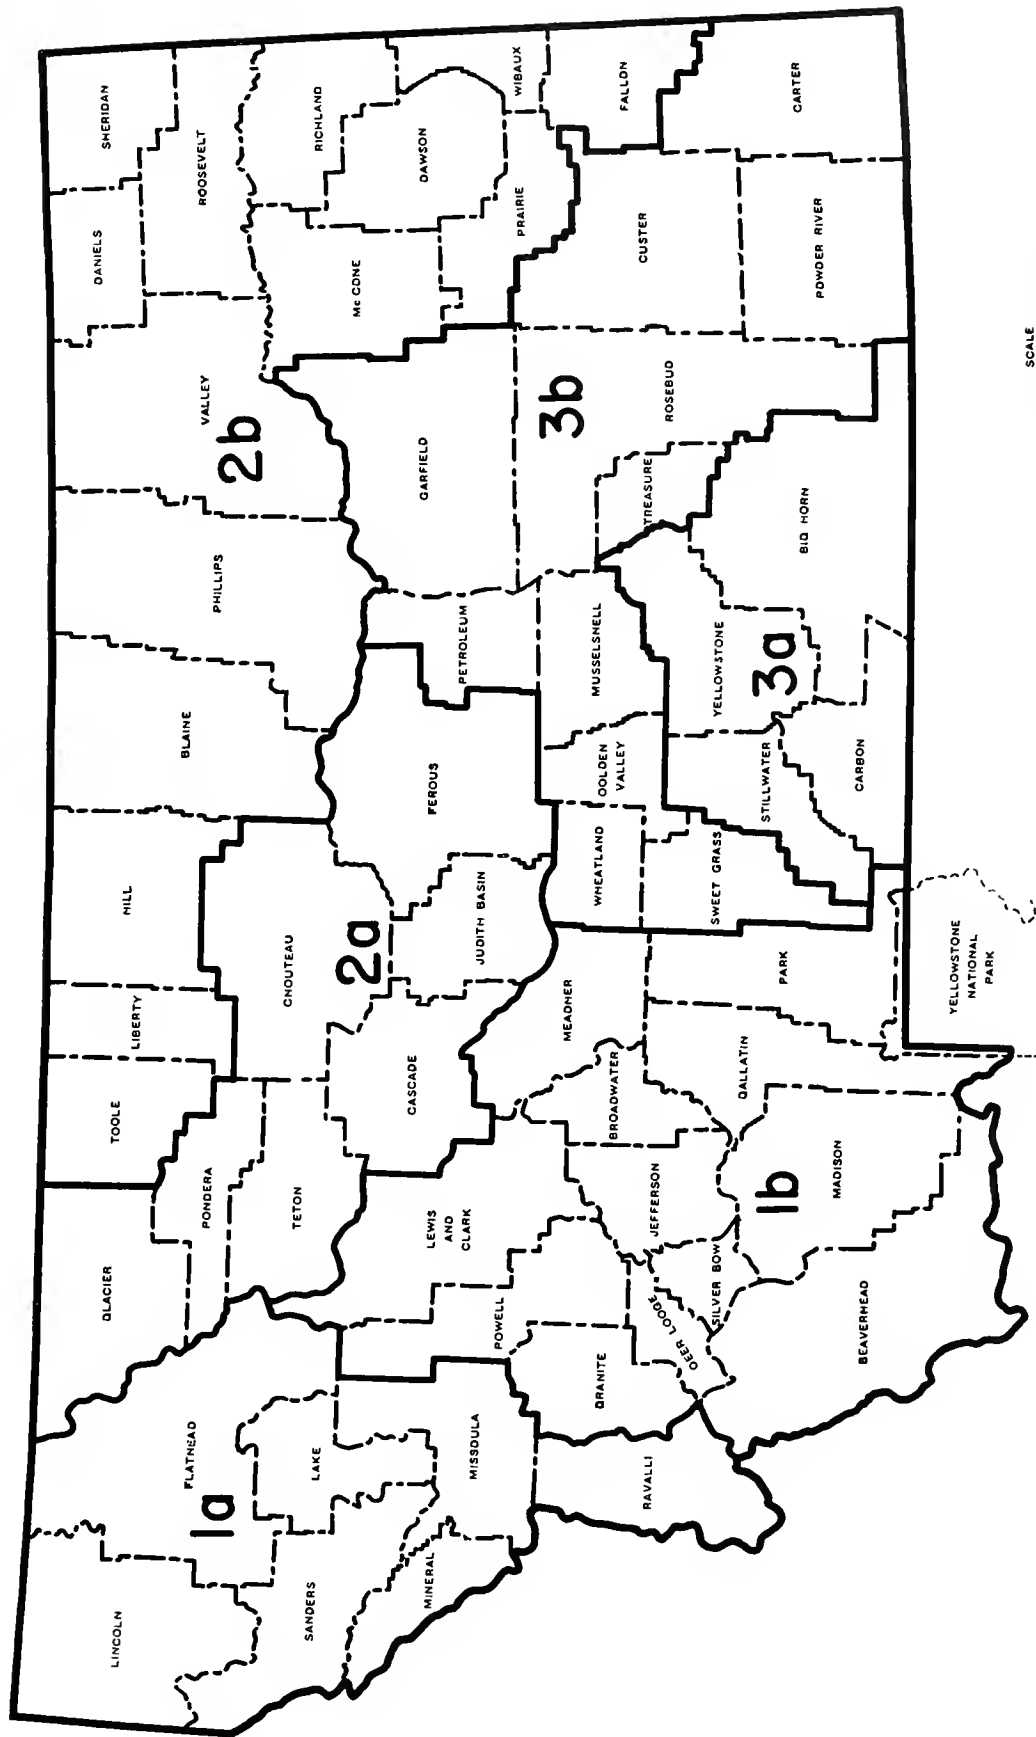 LINCOLN
FLATHEAD
GLACIER
TOOLE
LIBERTY
HILL
BLAINE
PHILLIPS
VALLEY
DANIELS
SHERIDAN
ROOSEVELT
1a
PONDERA
2b
SANDERS
LAKE
TETON
CHOUTEAU
2a
RICHLAND
McCONE
DAWSON
MINERAL
MISSOULA
POWELL
LEWIS
AND
CLARK
CASCADE
JUDITH BASIN
FERGUS
PETROLEUM
GARFIELD
PRAIRIE
WIBAUX
RAVALLI
GRANITE
DEER LODGE
SILVER BOW
JEFFERSON
BROADWATER
MEAGHER
WHEATLAND
GOLDEN
VALLEY
MUSSELSHELL
TREASURE
ROSEBUD
3b
CUSTER
FALLON
1b
GALLATIN
PARK
SWEET GRASS
STILLWATER
YELLOWSTONE
3a
BEAVERHEAD
MADISON
CARBON
BIG HORN
POWDER RIVER
CARTER
YELLOWSTONE
NATIONAL
PARK
SCALE